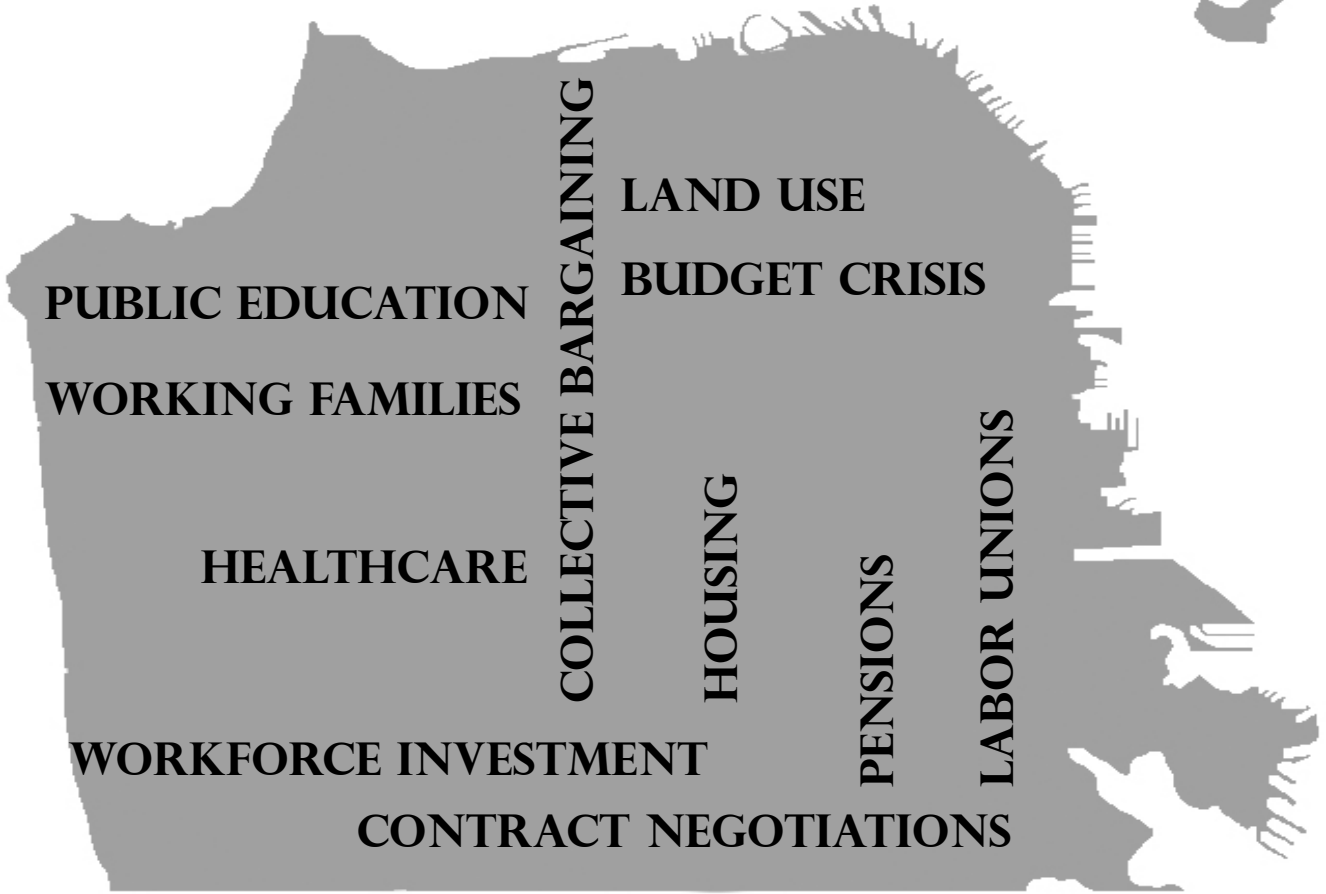 COLLECTIVE BARGAINING
LAND USE
BUDGET CRISIS
PUBLIC EDUCATION
WORKING FAMILIES
HEALTHCARE
HOUSING
PENSIONS
LABOR UNIONS
WORKFORCE INVESTMENT
CONTRACT NEGOTIATIONS